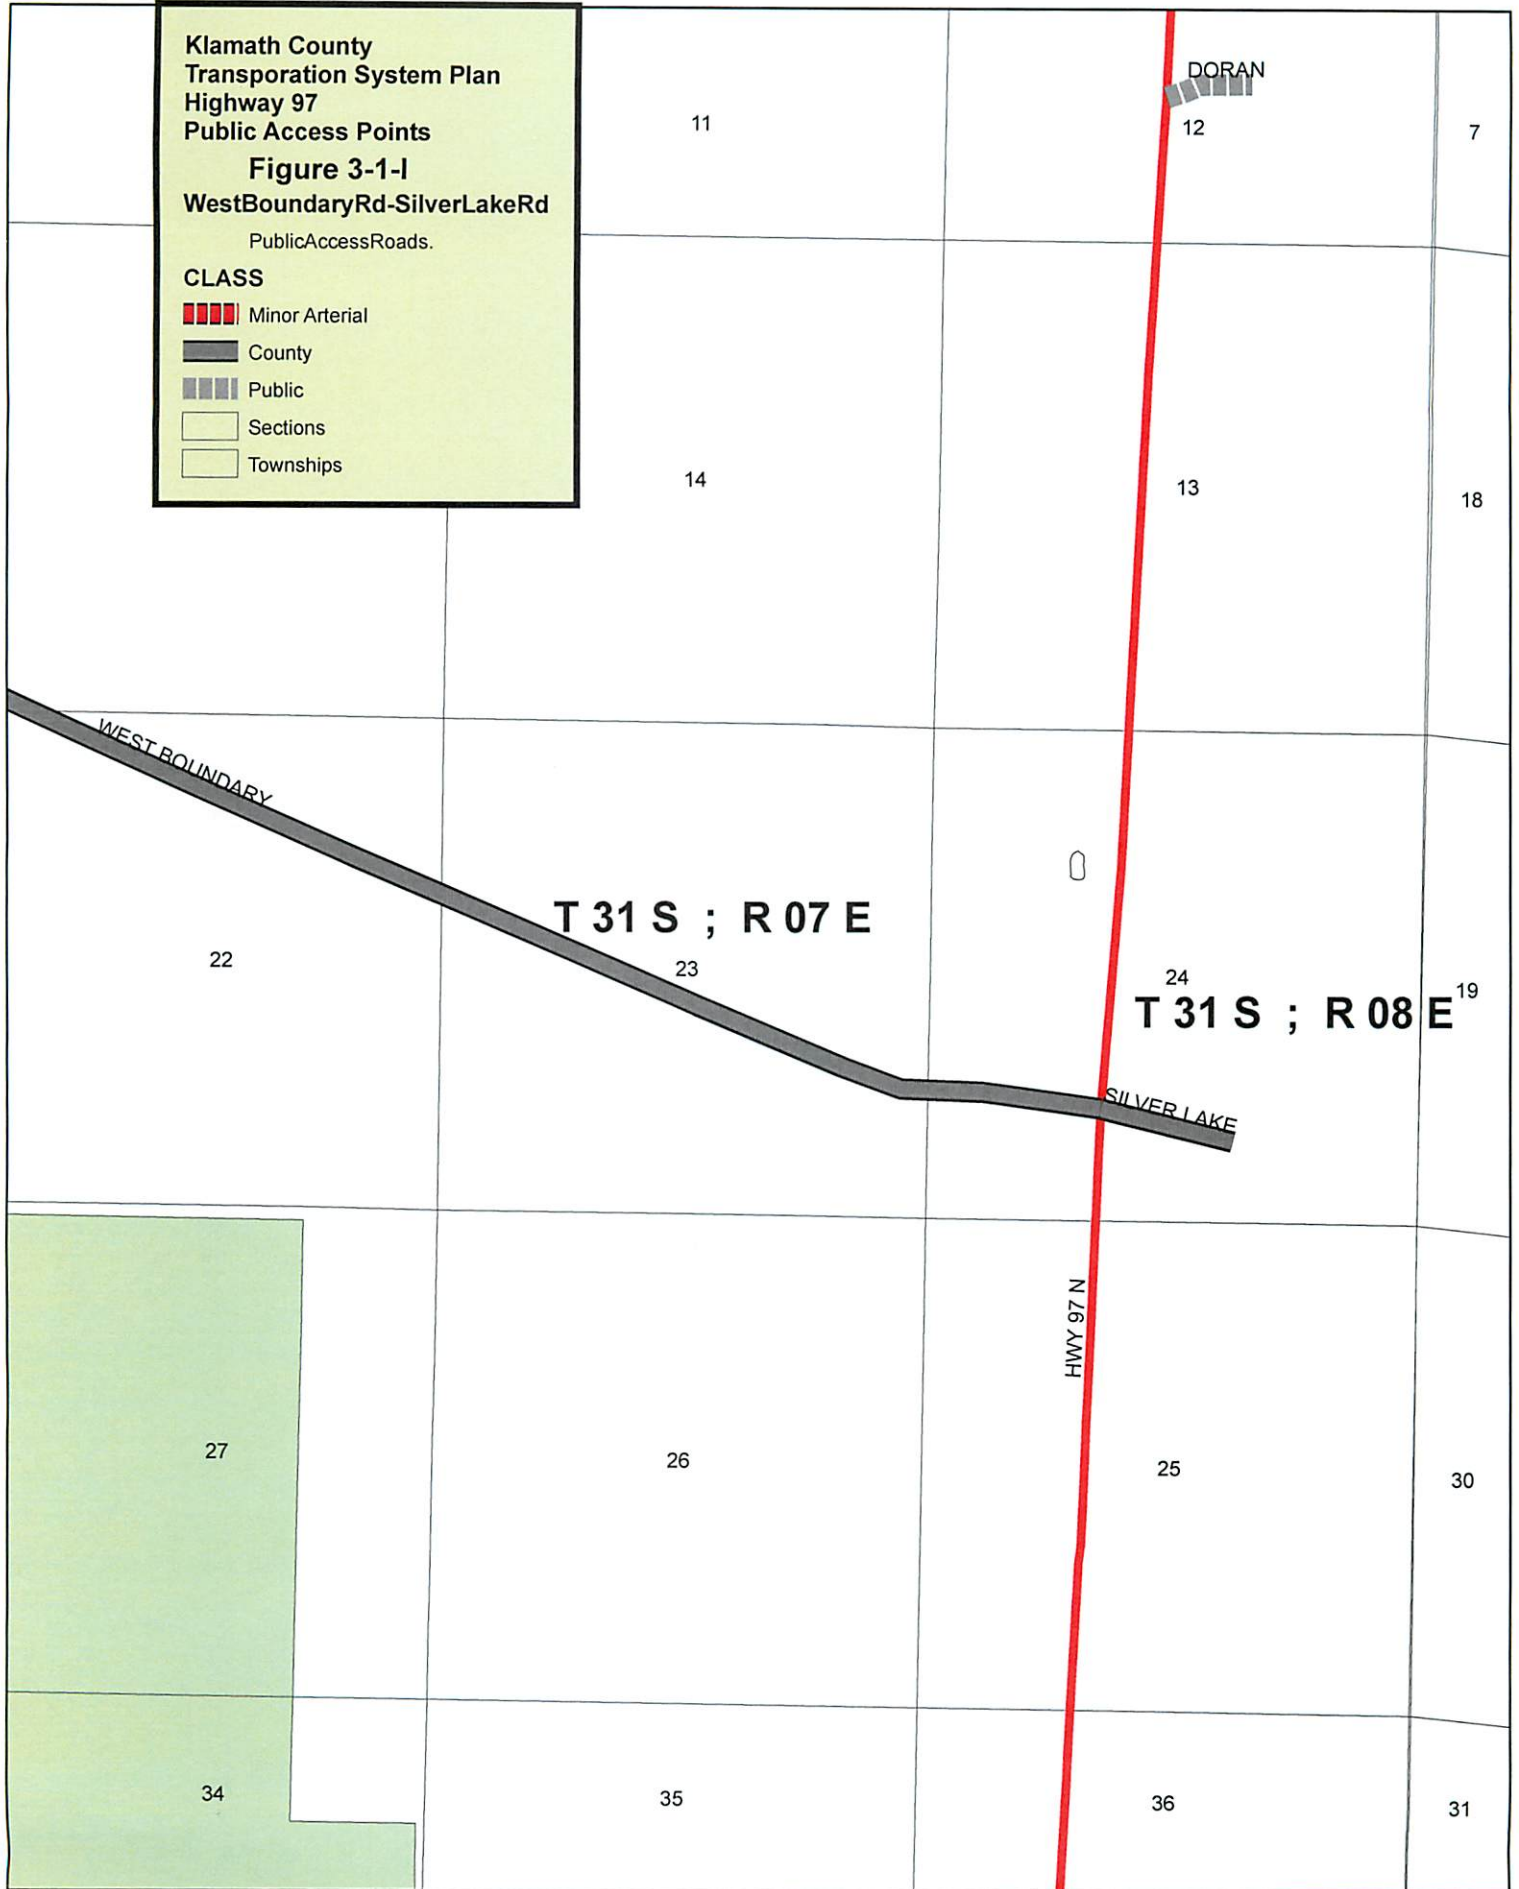 Klamath County
Transporation System Plan
Highway 97
Public Access Points
Figure 3-1-I
WestBoundaryRd-SilverLakeRd
PublicAccessRoads.
CLASS
Minor Arterial
County
Public
Sections
Townships
DORAN
11
12
7
14
13
18
WEST BOUNDARY
T 31 S ; R 07 E
22
23
24
19
T 31 S ; R 08 E
SILVER LAKE
HWY 97 N
27
26
25
30
34
35
36
31